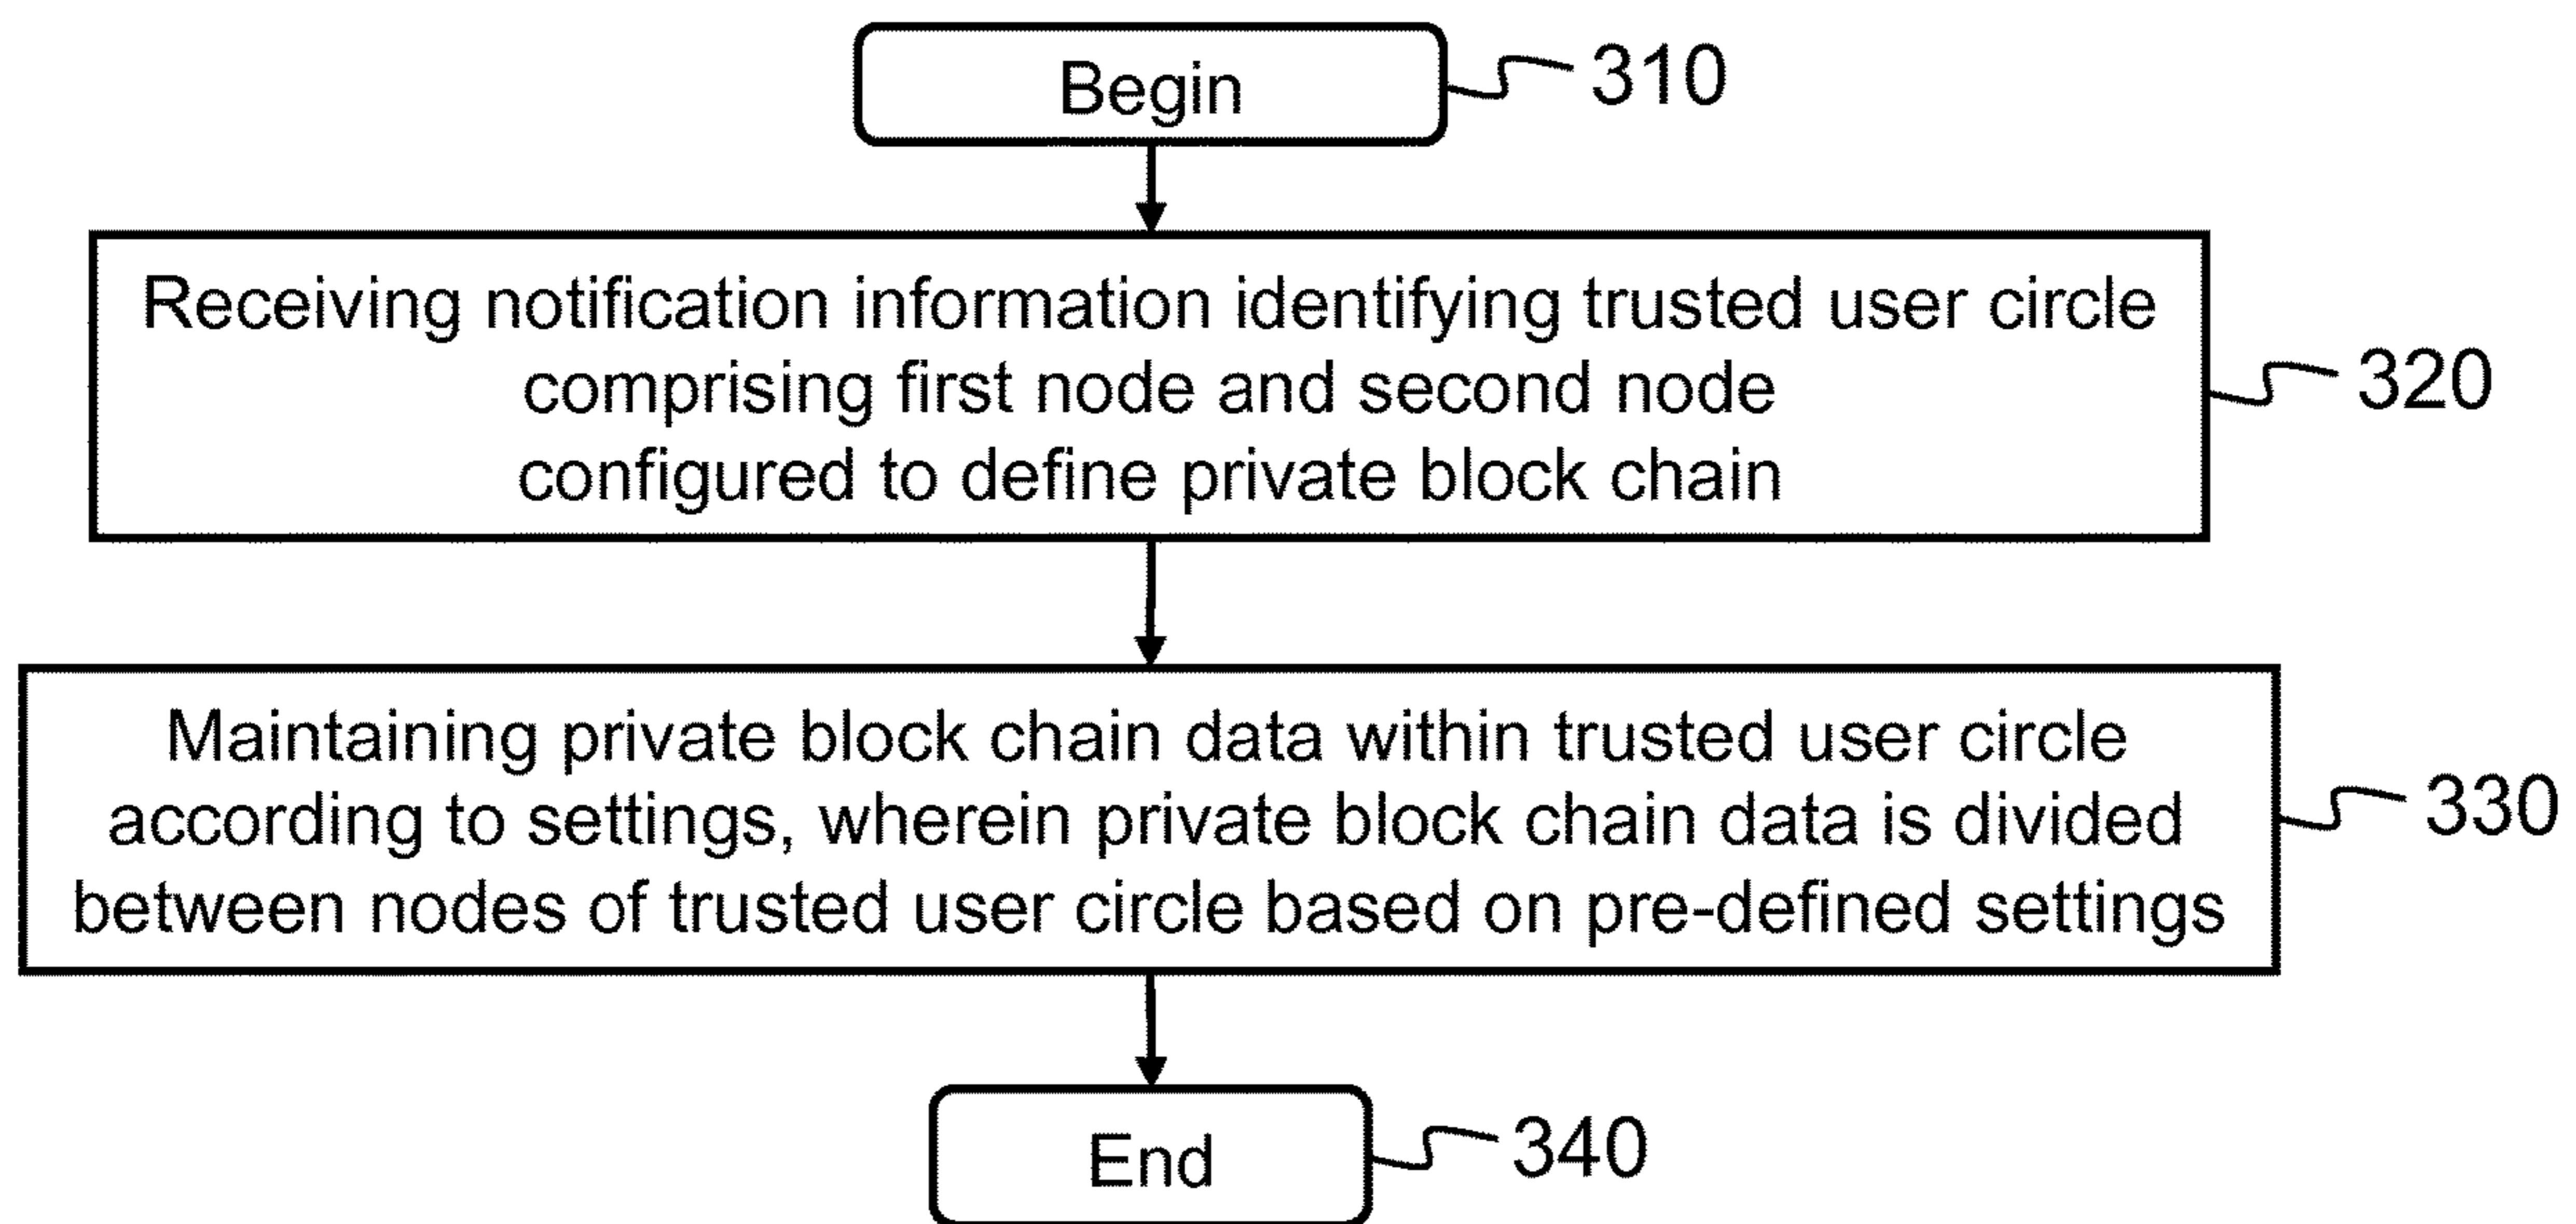 Begin
310
Receiving notification information identifying trusted user circle
comprising first node and second node
configured to define private block chain
320
Maintaining private block chain data within trusted user circle
according to settings, wherein private block chain data is divided
between nodes of trusted user circle based on pre-defined settings
330
End
340